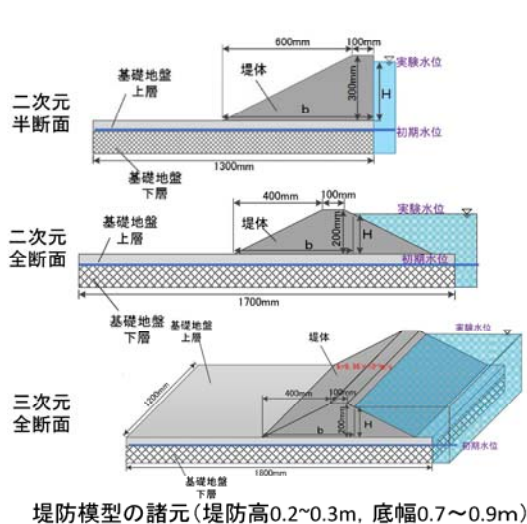 600mm
100mm
基礎地盤
上層
堤体
実験水位
300mm
H
二次元
半断面
b
初期水位
1300mm
基礎地盤
下層
400mm
100mm
基礎地盤
上層
堤体
実験水位
200mm
H
二次元
全断面
b
初期水位
1700mm
基礎地盤
下層
基礎地盤
上層
堤体
実験水位
1200mm
三次元
全断面
400mm
100mm
200mm
H
b
初期水位
1800mm
基礎地盤
下層
堤防模型の諸元(堤防高0.2~0.3m, 底幅0.7～0.9m)